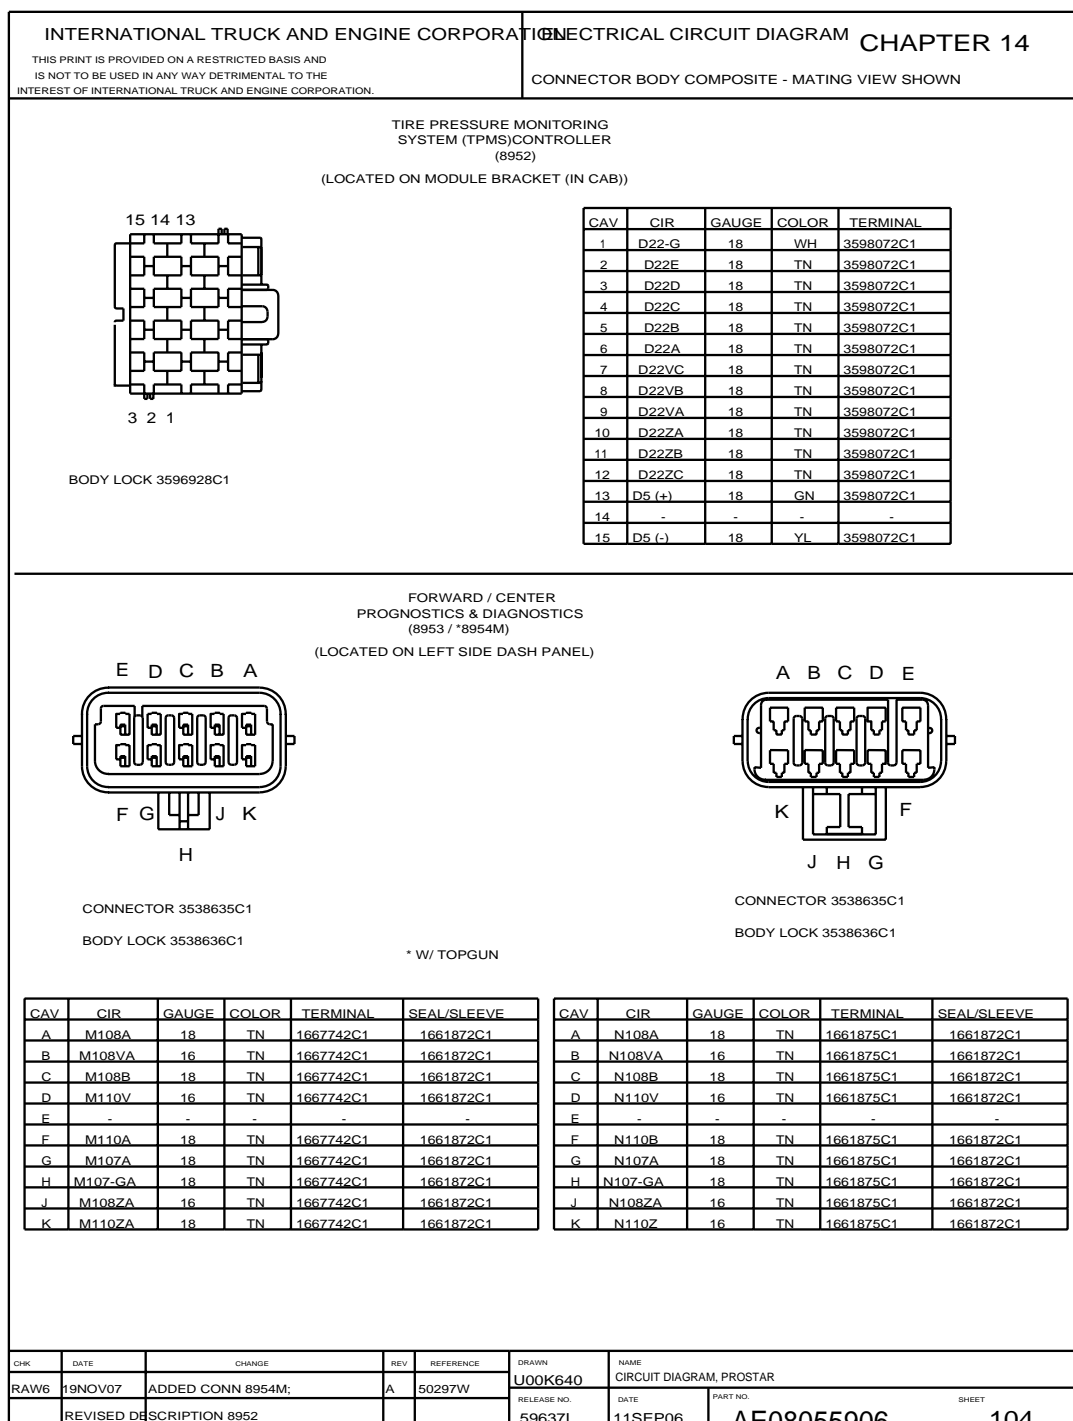 INTERNATIONAL TRUCK AND ENGINE CORPORATION
THIS PRINT IS PROVIDED ON A RESTRICTED BASIS AND
IS NOT TO BE USED IN ANY WAY DETRIMENTAL TO THE
INTEREST OF INTERNATIONAL TRUCK AND ENGINE CORPORATION.
ELECTRICAL CIRCUIT DIAGRAM
CHAPTER 14
CONNECTOR BODY COMPOSITE - MATING VIEW SHOWN
TIRE PRESSURE MONITORING
SYSTEM (TPMS)CONTROLLER
(8952)
(LOCATED ON MODULE BRACKET (IN CAB))
15 14 13
3 2 1
BODY LOCK 3596928C1
CAV CIR GAUGE COLOR TERMINAL
1 D22-G 18 WH 3598072C1
2 D22E 18 TN 3598072C1
3 D22D 18 TN 3598072C1
4 D22C 18 TN 3598072C1
5 D22B 18 TN 3598072C1
6 D22A 18 TN 3598072C1
7 D22VC 18 TN 3598072C1
8 D22VB 18 TN 3598072C1
9 D22VA 18 TN 3598072C1
10 D22ZA 18 TN 3598072C1
11 D22ZB 18 TN 3598072C1
12 D22ZC 18 TN 3598072C1
13 D5 (+) 18 GN 3598072C1
14 - - - -
15 D5 (-) 18 YL 3598072C1
FORWARD / CENTER
PROGNOSTICS & DIAGNOSTICS
(8953 / *8954M)
(LOCATED ON LEFT SIDE DASH PANEL)
E D C B A
F G J K
H
CONNECTOR 3538635C1
BODY LOCK 3538636C1
A B C D E
K F
J H G
CONNECTOR 3538635C1
BODY LOCK 3538636C1
* W/ TOPGUN
CAV CIR GAUGE COLOR TERMINAL SEAL/SLEEVE
A M108A 18 TN 1667742C1 1661872C1
B M108VA 16 TN 1667742C1 1661872C1
C M108B 18 TN 1667742C1 1661872C1
D M110V 16 TN 1667742C1 1661872C1
E - - - - -
F M110A 18 TN 1667742C1 1661872C1
G M107A 18 TN 1667742C1 1661872C1
H M107-GA 18 TN 1667742C1 1661872C1
J M108ZA 16 TN 1667742C1 1661872C1
K M110ZA 18 TN 1667742C1 1661872C1
CAV CIR GAUGE COLOR TERMINAL SEAL/SLEEVE
A N108A 18 TN 1661875C1 1661872C1
B N108VA 16 TN 1661875C1 1661872C1
C N108B 18 TN 1661875C1 1661872C1
D N110V 16 TN 1661875C1 1661872C1
E - - - - -
F N110B 18 TN 1661875C1 1661872C1
G N107A 18 TN 1661875C1 1661872C1
H N107-GA 18 TN 1661875C1 1661872C1
J N108ZA 16 TN 1661875C1 1661872C1
K N110Z 16 TN 1661875C1 1661872C1
CHK DATE CHANGE REV REFERENCE
RAW6 19NOV07 ADDED CONN 8954M; A 50297W
REVISED DESCRIPTION 8952
DRAWN
U00K640
NAME
CIRCUIT DIAGRAM, PROSTAR
RELEASE NO.
59637L
DATE
11SEP06
PART NO.
AF08055906
SHEET
104